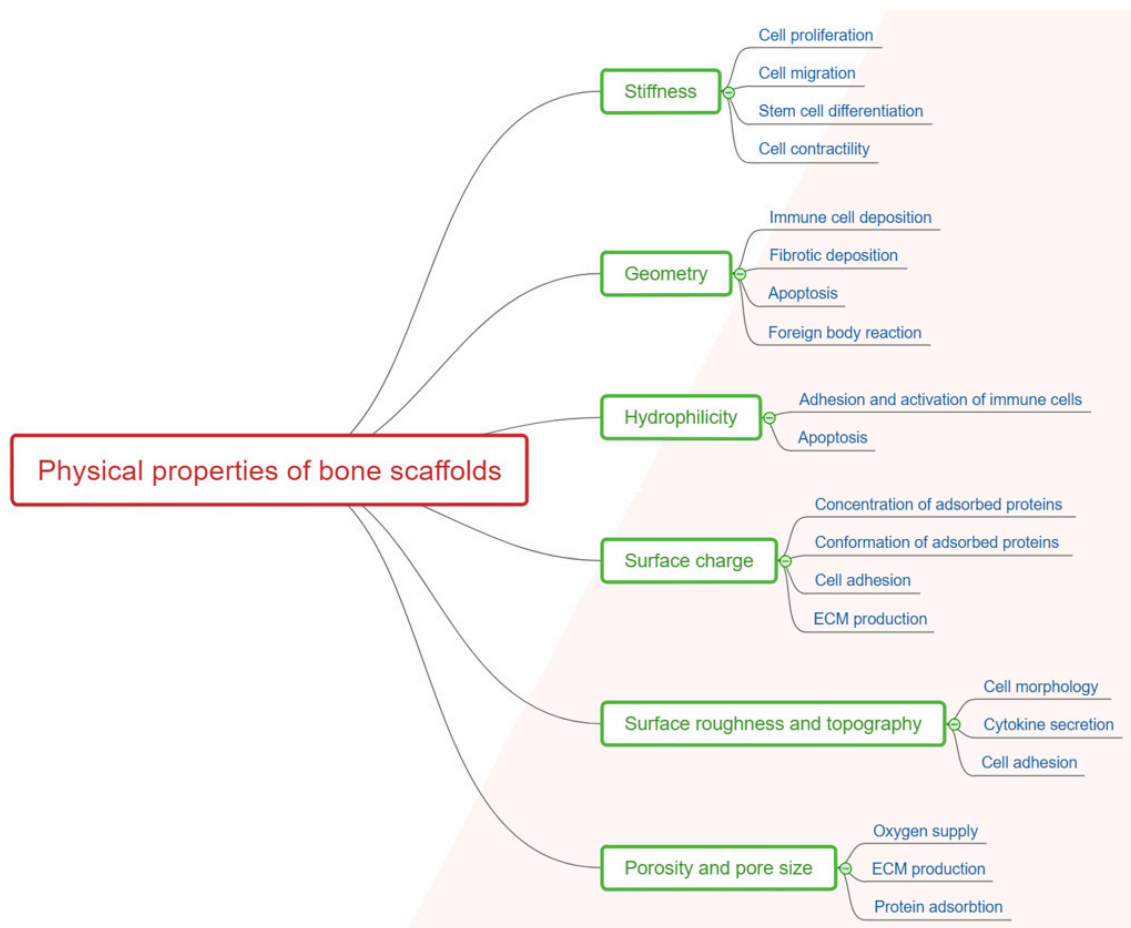 Physical properties of bone scaffolds
Stiffness
Cell proliferation
Cell migration
Stem cell differentiation
Cell contractility
Geometry
Immune cell deposition
Fibrotic deposition
Apoptosis
Foreign body reaction
Hydrophilicity
Adhesion and activation of immune cells
Apoptosis
Surface charge
Concentration of adsorbed proteins
Conformation of adsorbed proteins
Cell adhesion
ECM production
Surface roughness and topography
Cell morphology
Cytokine secretion
Cell adhesion
Porosity and pore size
Oxygen supply
ECM production
Protein adsorbtion